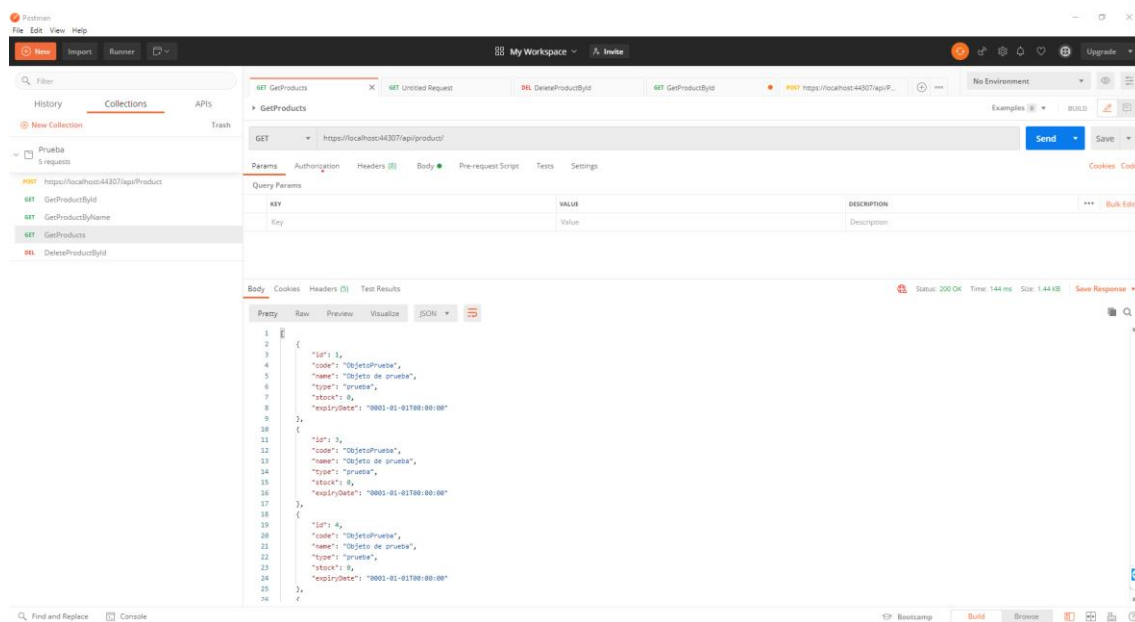 Postman
File Edit View Help
New Import Runner My Workspace Invite Upgrade
Filter
History Collections APIs
New Collection Trash
Prueba
5 requests
POST https://localhost:44307/api/Product
GET GetProductById
GET GetProductByName
GET GetProducts
DEL DeleteProductById
GET GetProducts X GET Untitled Request DEL DeleteProductById GET GetProductById POST https://localhost:44307/api/P... No Environment
GetProducts Examples 0 BUILD
GET https://localhost:44307/api/product/ Send Save
Params Authorization Headers (8) Body Pre-request Script Tests Settings Cookies Code
Query Params
KEY VALUE DESCRIPTION Bulk Edit
Key Value Description
Body Cookies Headers (5) Test Results Status: 200 OK Time: 144 ms Size: 1.44 KB Save Response
Pretty Raw Preview Visualize JSON
1 [
2 {
3 "id": 1,
4 "code": "ObjetoPrueba",
5 "name": "Objeto de prueba",
6 "type": "prueba",
7 "stock": 0,
8 "expiryDate": "0001-01-01T00:00:00"
9 },
10 {
11 "id": 3,
12 "code": "ObjetoPrueba",
13 "name": "Objeto de prueba",
14 "type": "prueba",
15 "stock": 0,
16 "expiryDate": "0001-01-01T00:00:00"
17 },
18 {
19 "id": 4,
20 "code": "ObjetoPrueba",
21 "name": "Objeto de prueba",
22 "type": "prueba",
23 "stock": 0,
24 "expiryDate": "0001-01-01T00:00:00"
25 },
26 {
Find and Replace Console Bootcamp Build Browse